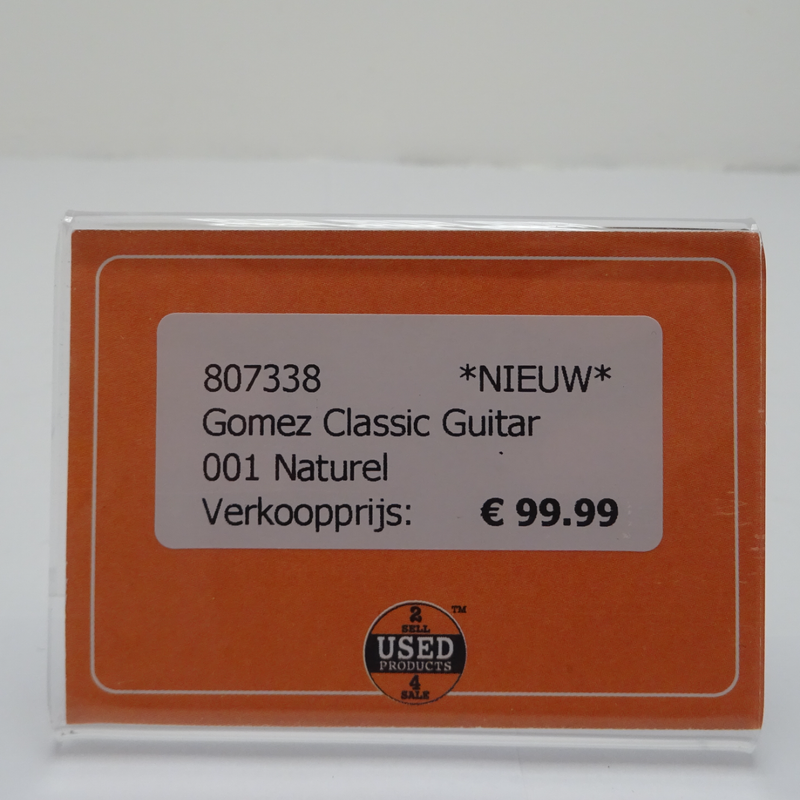 807338 *NIEUW*
Gomez Classic Guitar
001 Naturel
Verkoopprijs: € 99.99
2 ™
SELL
USED
PRODUCTS
4
SALE